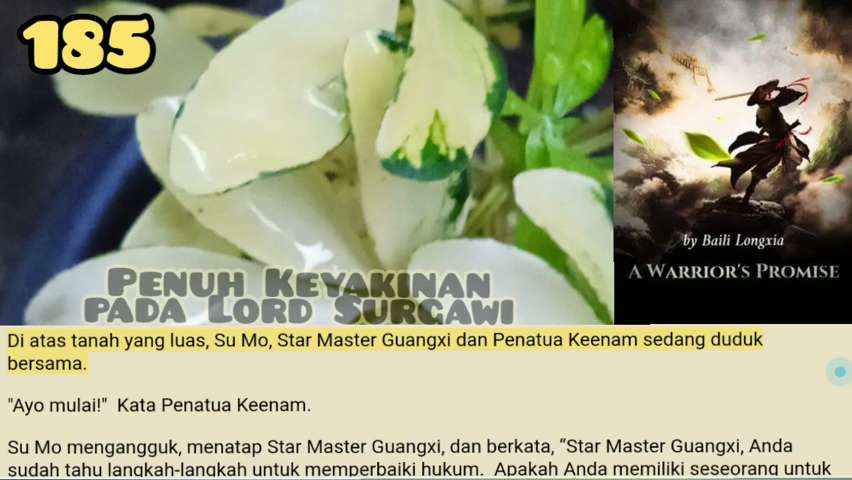 185
PENUH KEYAKINAN
PADA LORD SURGAWI
by Baili Longxia
A WARRIOR'S PROMISE
Di atas tanah yang luas, Su Mo, Star Master Guangxi dan Penatua Keenam sedang duduk
bersama.
"Ayo mulai!"  Kata Penatua Keenam.
Su Mo mengangguk, menatap Star Master Guangxi, dan berkata, “Star Master Guangxi, Anda
sudah tahu langkah-langkah untuk memperbaiki hukum.  Apakah Anda memiliki seseorang untuk